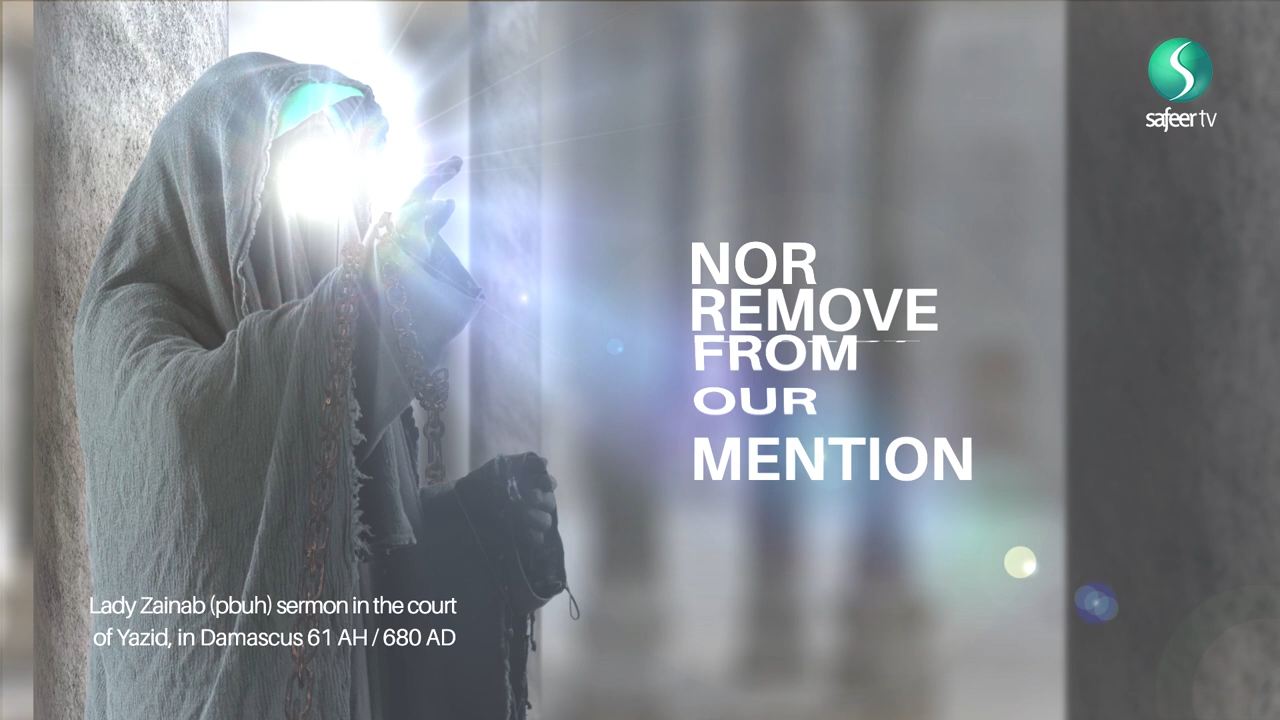 safeer tv
NOR
REMOVE
FROM
OUR
MENTION
Lady Zainab (pbuh) sermon in the court
of Yazid, in Damascus 61 AH / 680 AD